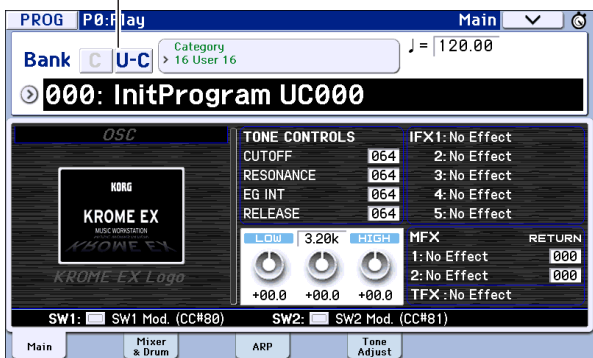 PROG P0:Play Main
Bank C U-C Category ♩= 120.00
16 User 16
000: InitProgram UC000
OSC
KORG
KROME EX
MUSIC WORKSTATION
KROME EX
KROME EX Logo
TONE CONTROLS
CUTOFF 064
RESONANCE 064
EG INT 064
RELEASE 064
LOW 3.20k HIGH
+00.0 +00.0 +00.0
IFX1: No Effect
2: No Effect
3: No Effect
4: No Effect
5: No Effect
MFX RETURN
1: No Effect 000
2: No Effect 000
TFX : No Effect
SW1: SW1 Mod. (CC#80) SW2: SW2 Mod. (CC#81)
Main Mixer & Drum ARP Tone Adjust